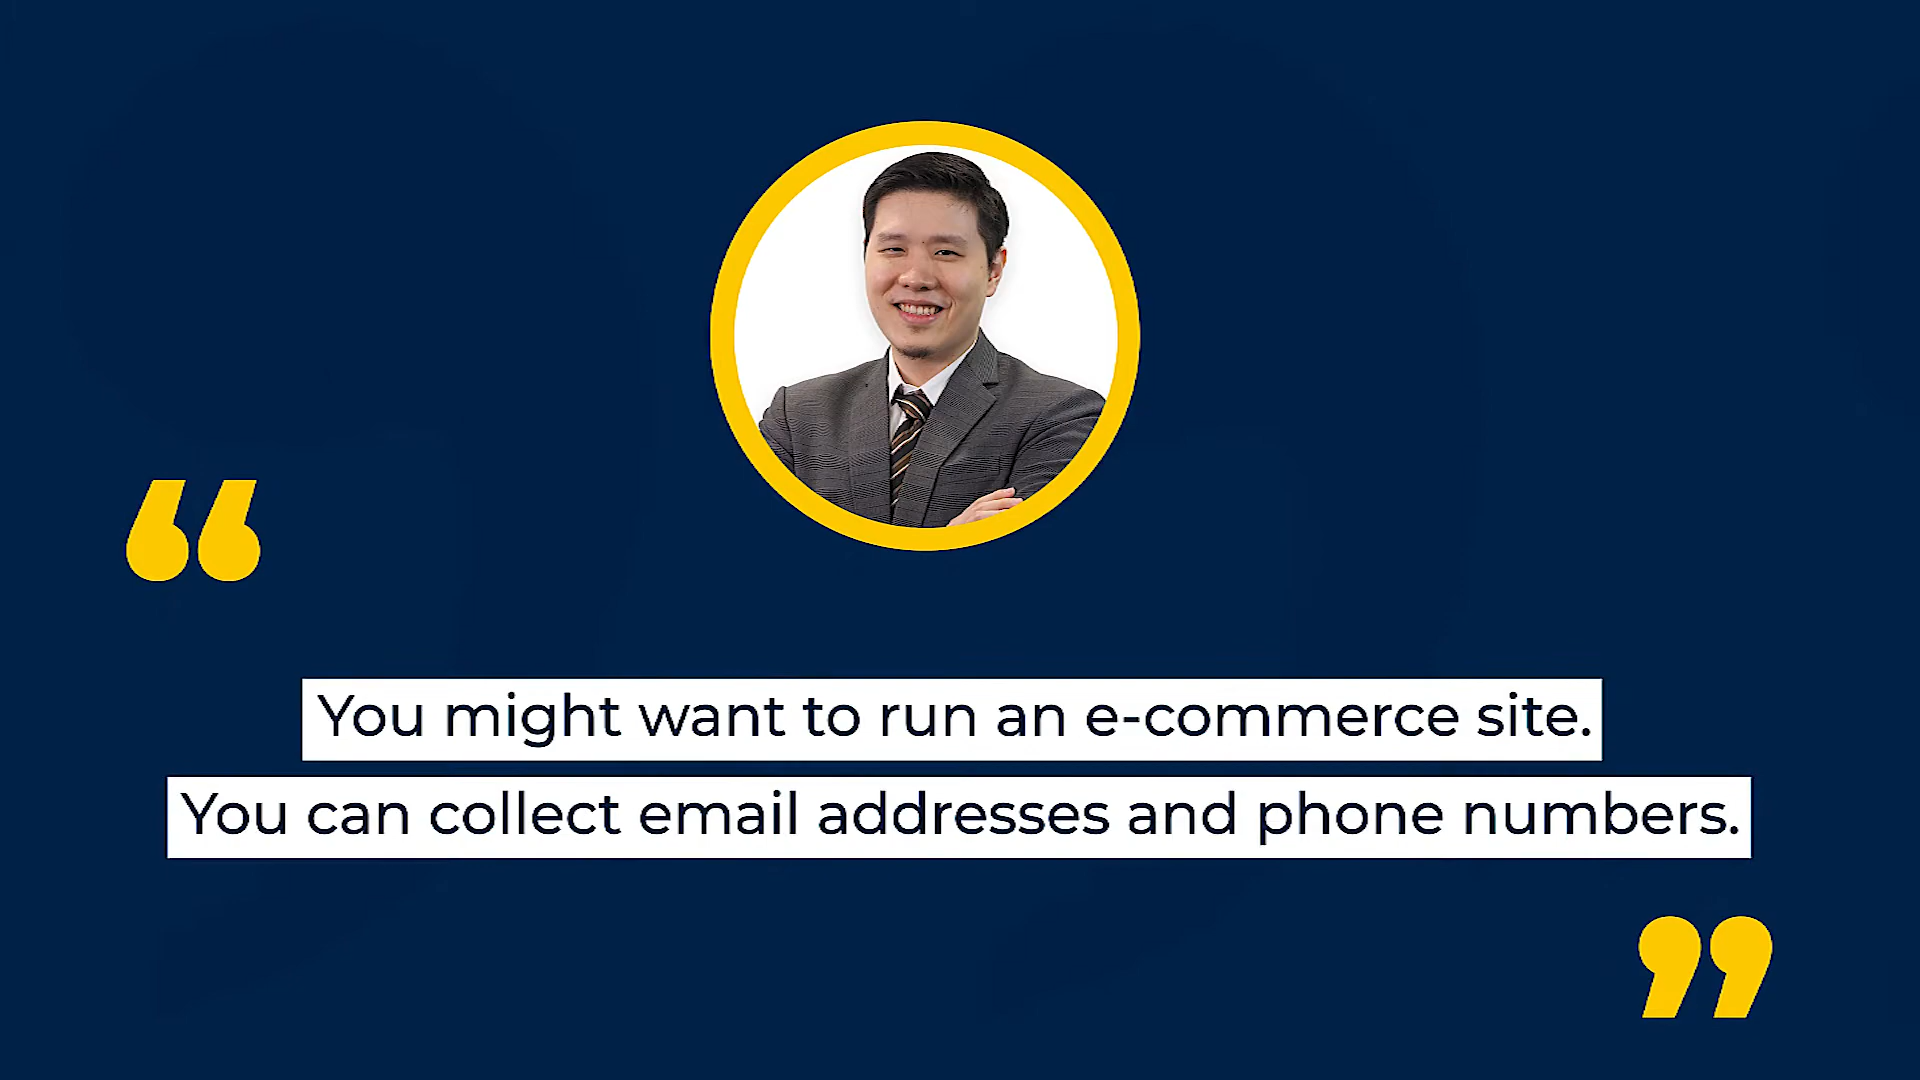 “
You might want to run an e-commerce site.
You can collect email addresses and phone numbers.
”